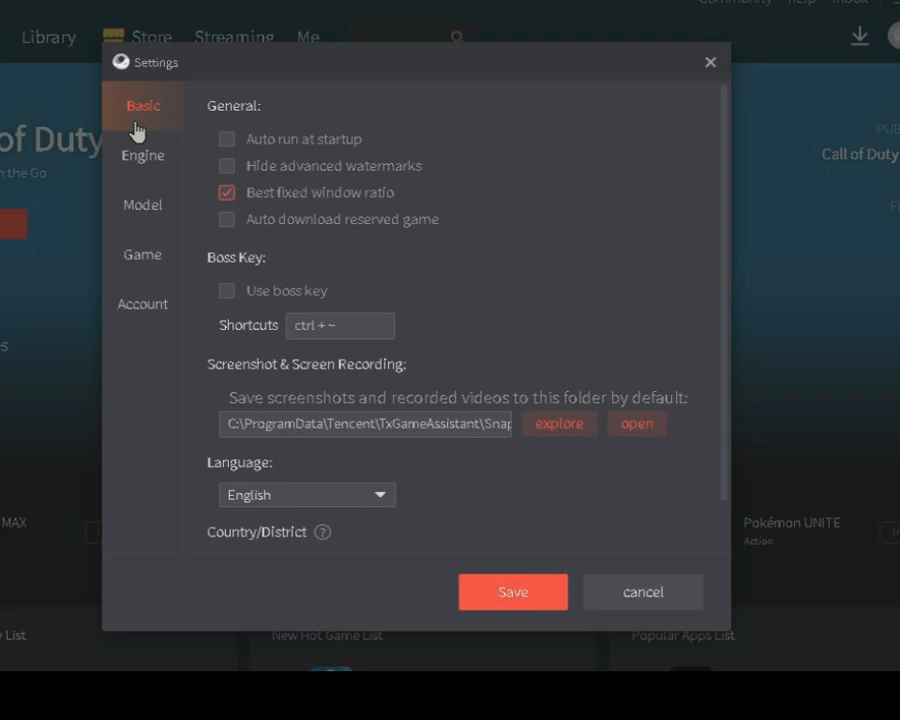 Community Help Inbox
Library Store Streaming Me
Settings
Basic
Engine
Model
Game
Account
General:
Auto run at startup
Hide advanced watermarks
Best fixed window ratio
Auto download reserved game
Boss Key:
Use boss key
Shortcuts ctrl + ~
Screenshot & Screen Recording:
Save screenshots and recorded videos to this folder by default:
C:\ProgramData\Tencent\TxGameAssistant\Snap
explore
open
Language:
English
Country/District ?
Save
cancel
of Duty
n the Go
PU
Call of Duty
MAX
Pokémon UNITE
Action
List
New Hot Game List
Popular Apps List